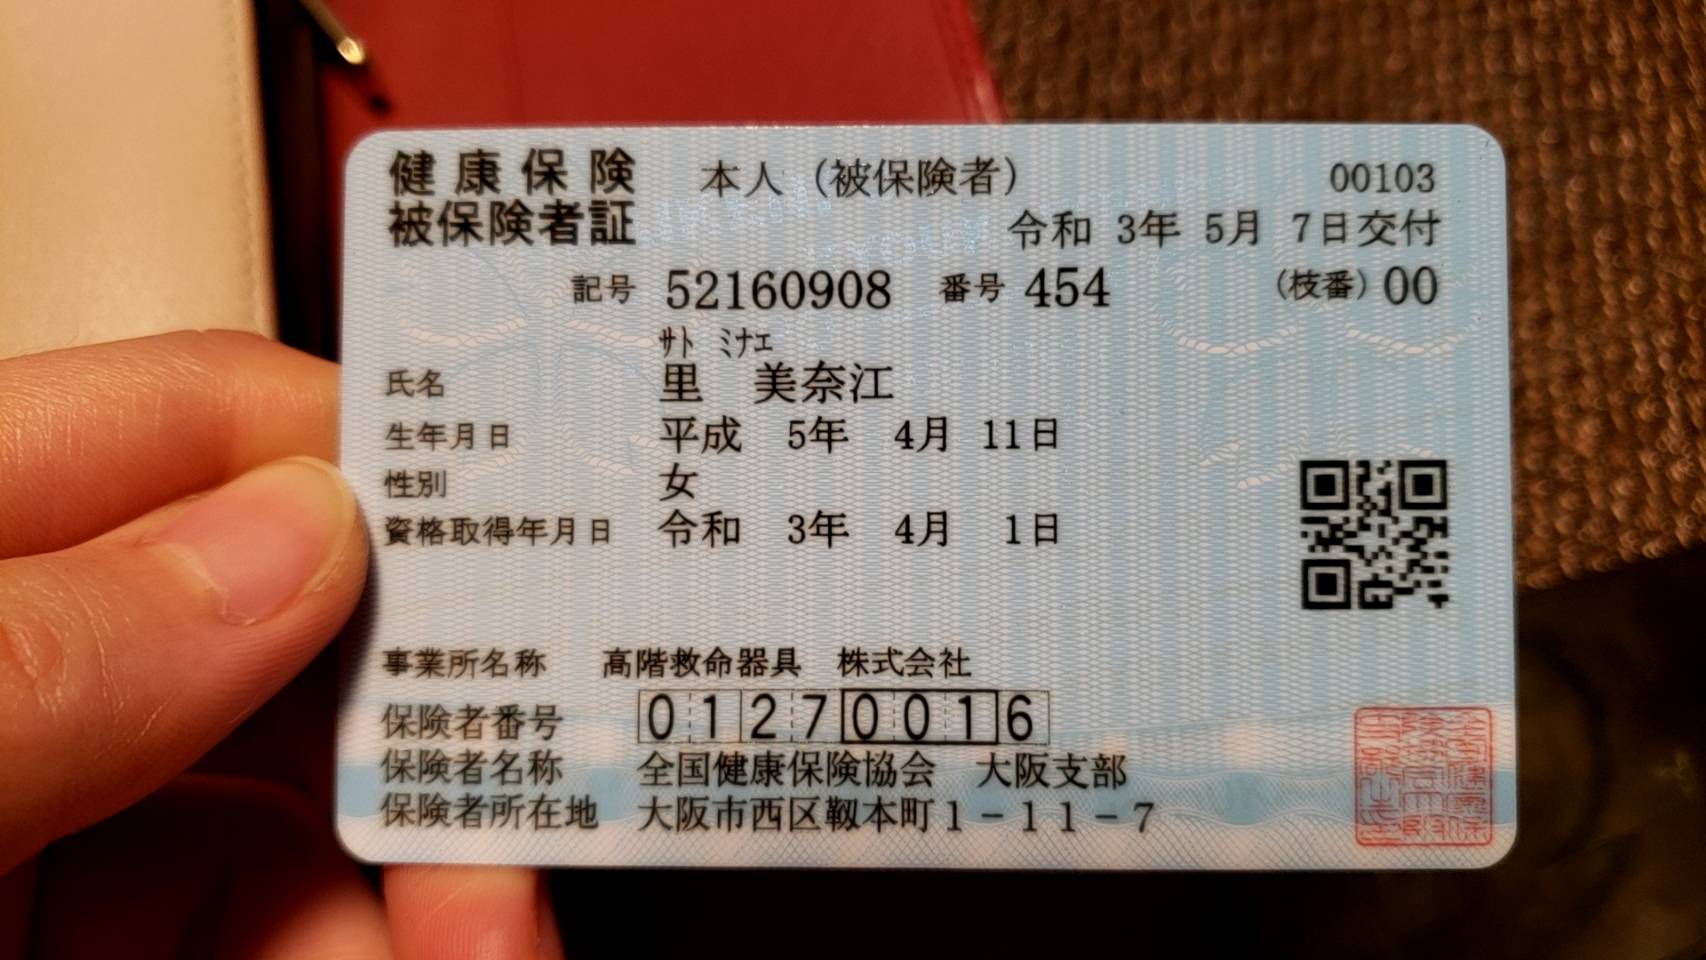 健康保険 本人（被保険者） 00103
被保険者証 令和 3年 5月 7日交付
記号 52160908 番号 454 （枝番）00
ｻﾄ ﾐﾅｴ
氏名 里 美奈江
生年月日 平成 5年 4月 11日
性別 女
資格取得年月日 令和 3年 4月 1日
事業所名称 高階救命器具 株式会社
保険者番号 01270016
保険者名称 全国健康保険協会 大阪支部
保険者所在地 大阪市西区靱本町1－11－7